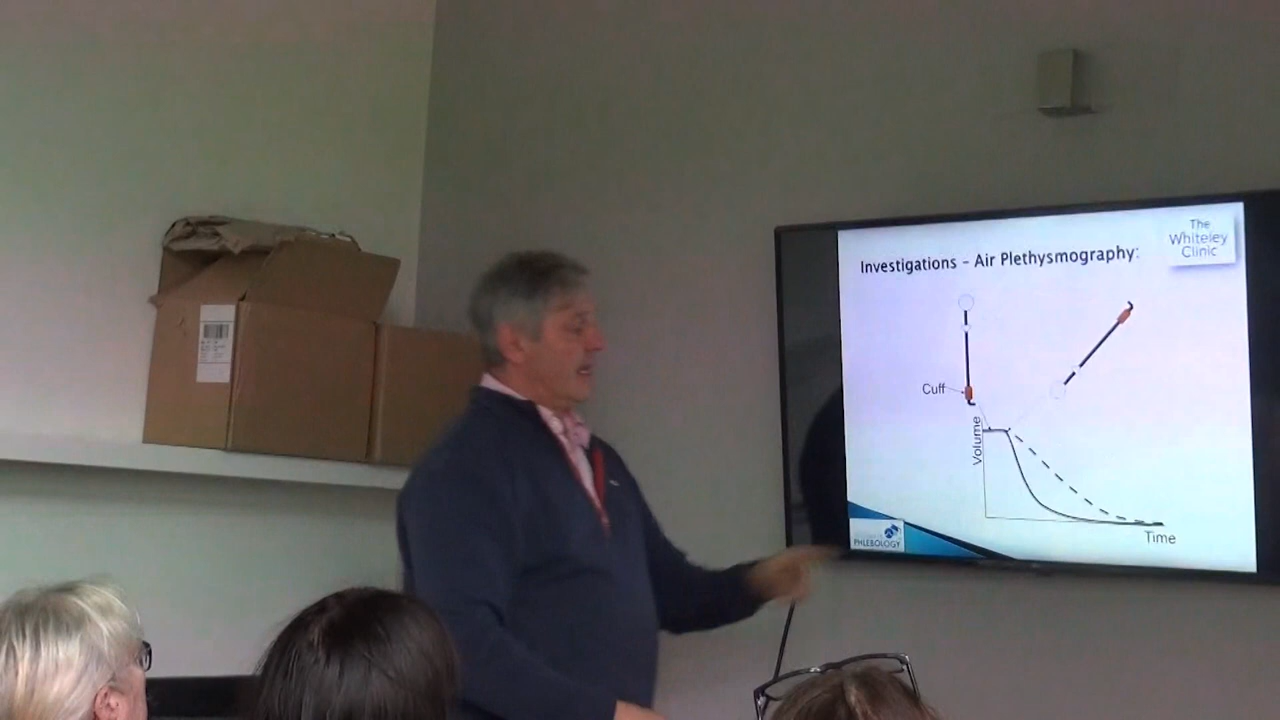 The
Whiteley
Clinic
Investigations – Air Plethysmography:
Cuff
Volume
Time
PHLEBOLOGY